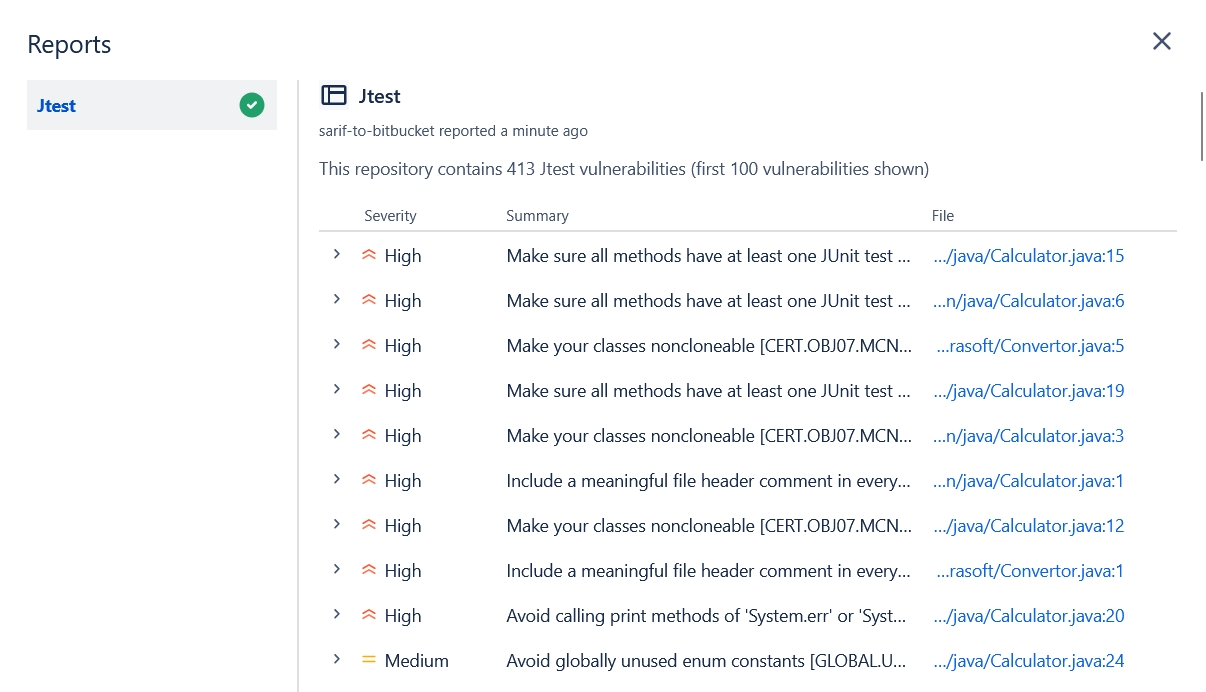 Reports
Jtest
Jtest
sarif-to-bitbucket reported a minute ago
This repository contains 413 Jtest vulnerabilities (first 100 vulnerabilities shown)
Severity Summary File
High Make sure all methods have at least one JUnit test ... .../java/Calculator.java:15
High Make sure all methods have at least one JUnit test ... ...n/java/Calculator.java:6
High Make your classes noncloneable [CERT.OBJ07.MCN... ...rasoft/Convertor.java:5
High Make sure all methods have at least one JUnit test ... .../java/Calculator.java:19
High Make your classes noncloneable [CERT.OBJ07.MCN... ...n/java/Calculator.java:3
High Include a meaningful file header comment in every... ...n/java/Calculator.java:1
High Make your classes noncloneable [CERT.OBJ07.MCN... .../java/Calculator.java:12
High Include a meaningful file header comment in every... ...rasoft/Convertor.java:1
High Avoid calling print methods of 'System.err' or 'Syst... .../java/Calculator.java:20
Medium Avoid globally unused enum constants [GLOBAL.U... .../java/Calculator.java:24